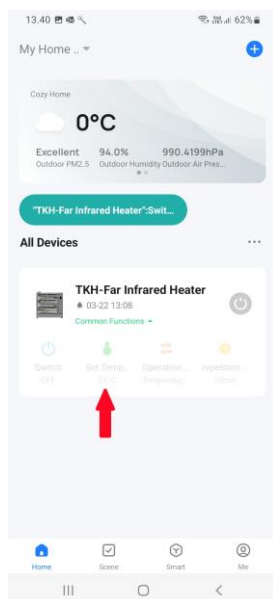 13.40 62%
My Home .. ▾
Cozy Home
0°C
Excellent 94.0% 990.4199hPa
Outdoor PM2.5 Outdoor Humidity Outdoor Air Pres...
"TKH-Far Infrared Heater":Swit...
All Devices ...
TKH-Far Infrared Heater
03-22 13:08
Common Functions
Switch Set Temp... Operation... repetition...
OFF
Home Scene Smart Me